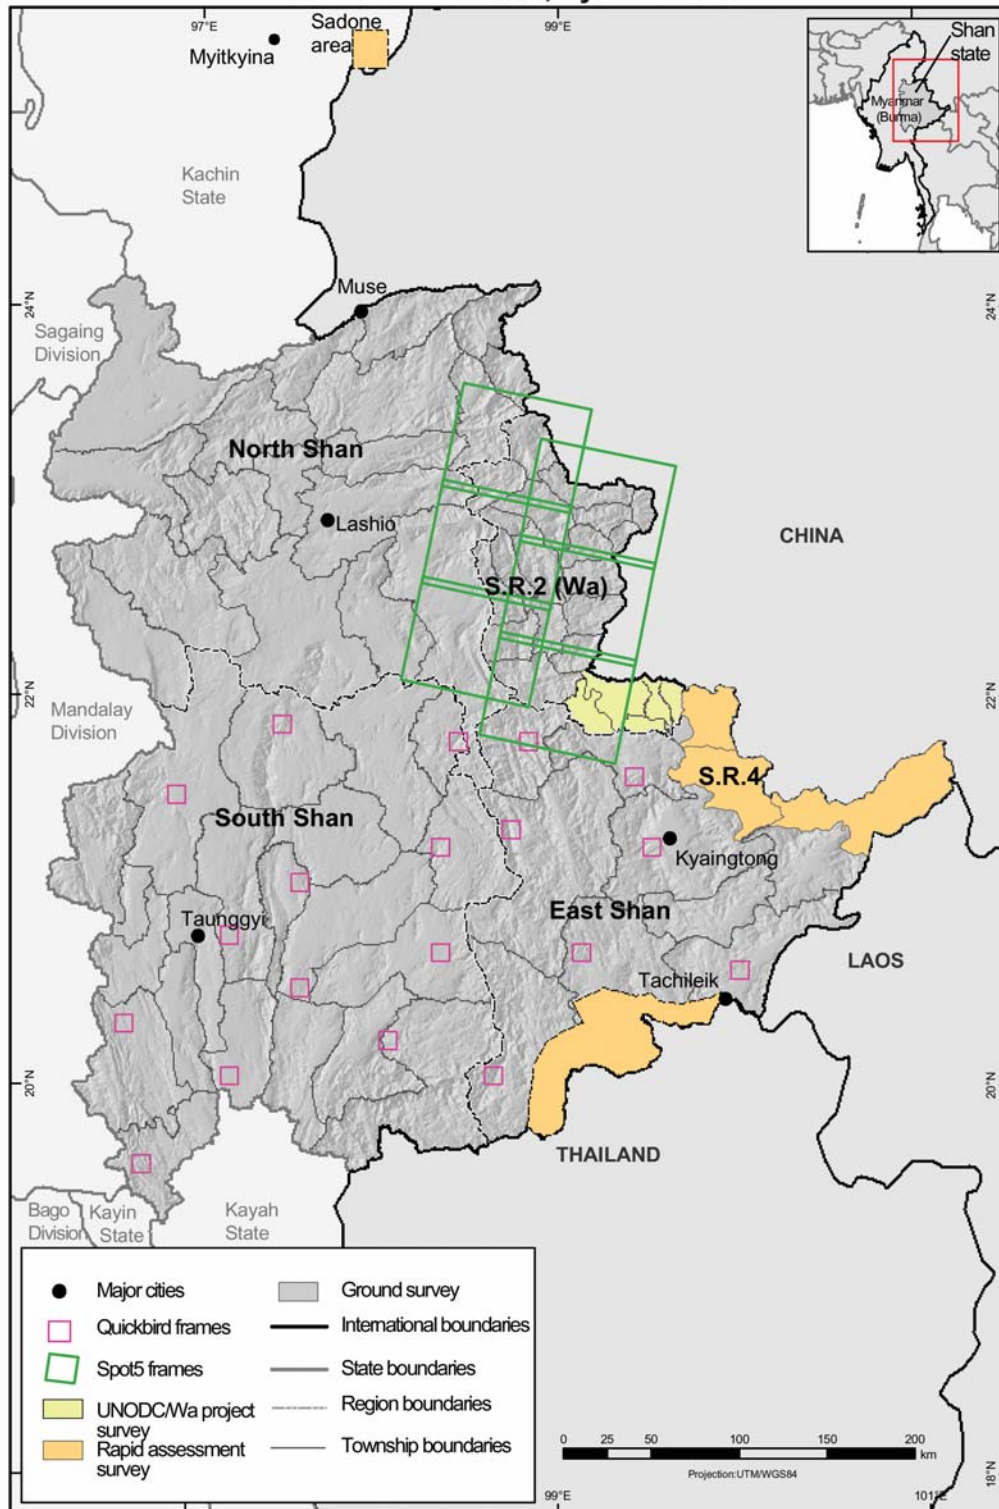 97°E
99°E
Sadone
area
Myitkyina
Shan
state
Myanmar
(Burma)
Kachin
State
Muse
24°N
24°N
Sagaing
Division
North Shan
Lashio
CHINA
S.R.2 (Wa)
22°N
22°N
Mandalay
Division
S.R.4
South Shan
Kyaingtong
Taunggyi
East Shan
LAOS
Tachileik
20°N
20°N
THAILAND
Bago
Division
Kayin
State
Kayah
State
Major cities
Quickbird frames
Spot5 frames
UNODC/Wa project
survey
Rapid assessment
survey
Ground survey
International boundaries
State boundaries
Region boundaries
Township boundaries
0 25 50 100 150 200
km
Projection:UTM/WGS84
18°N
99°E
101°E